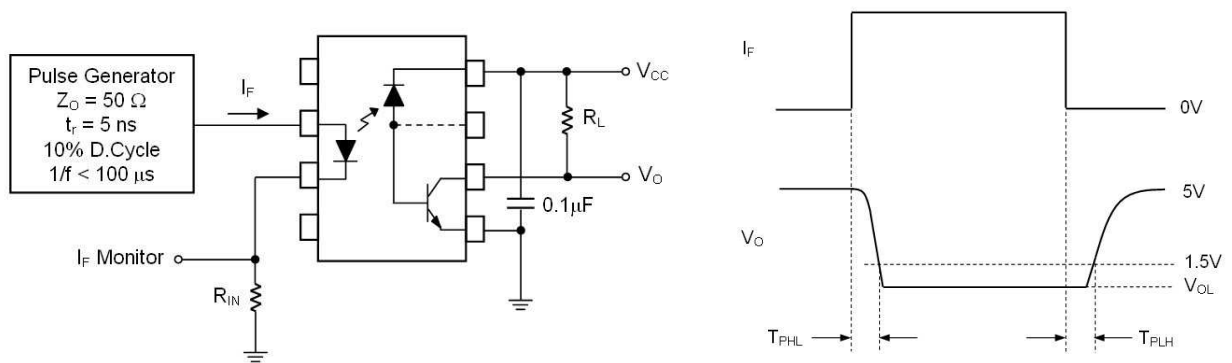 Pulse Generator
Z_O = 50 Ω
t_r = 5 ns
10% D.Cycle
1/f < 100 μs
I_F
V_CC
R_L
V_O
0.1μF
I_F Monitor
R_IN
I_F
0V
5V
V_O
1.5V
V_OL
T_PHL
T_PLH